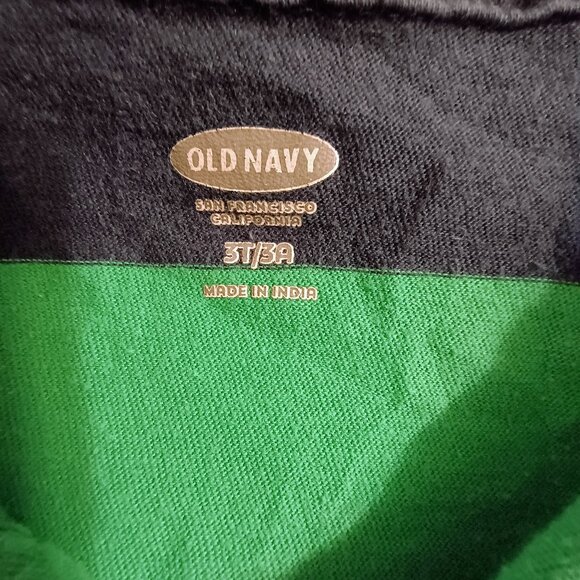 OLD NAVY
SAN FRANCISCO
CALIFORNIA
3T/3A
MADE IN INDIA